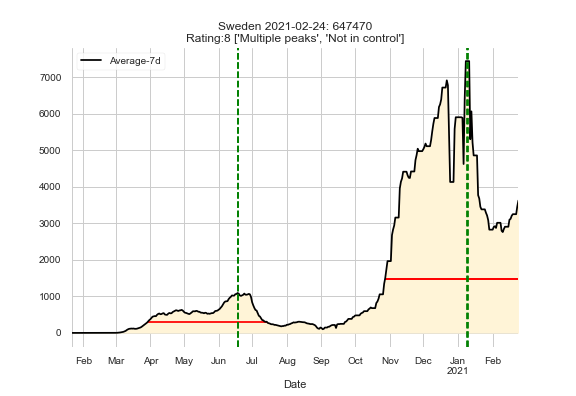 Sweden 2021-02-24: 647470
Rating:8 ['Multiple peaks', 'Not in control']
Average-7d
7000
6000
5000
4000
3000
2000
1000
0
Feb Mar Apr May Jun Jul Aug Sep Oct Nov Dec Jan Feb
2021
Date